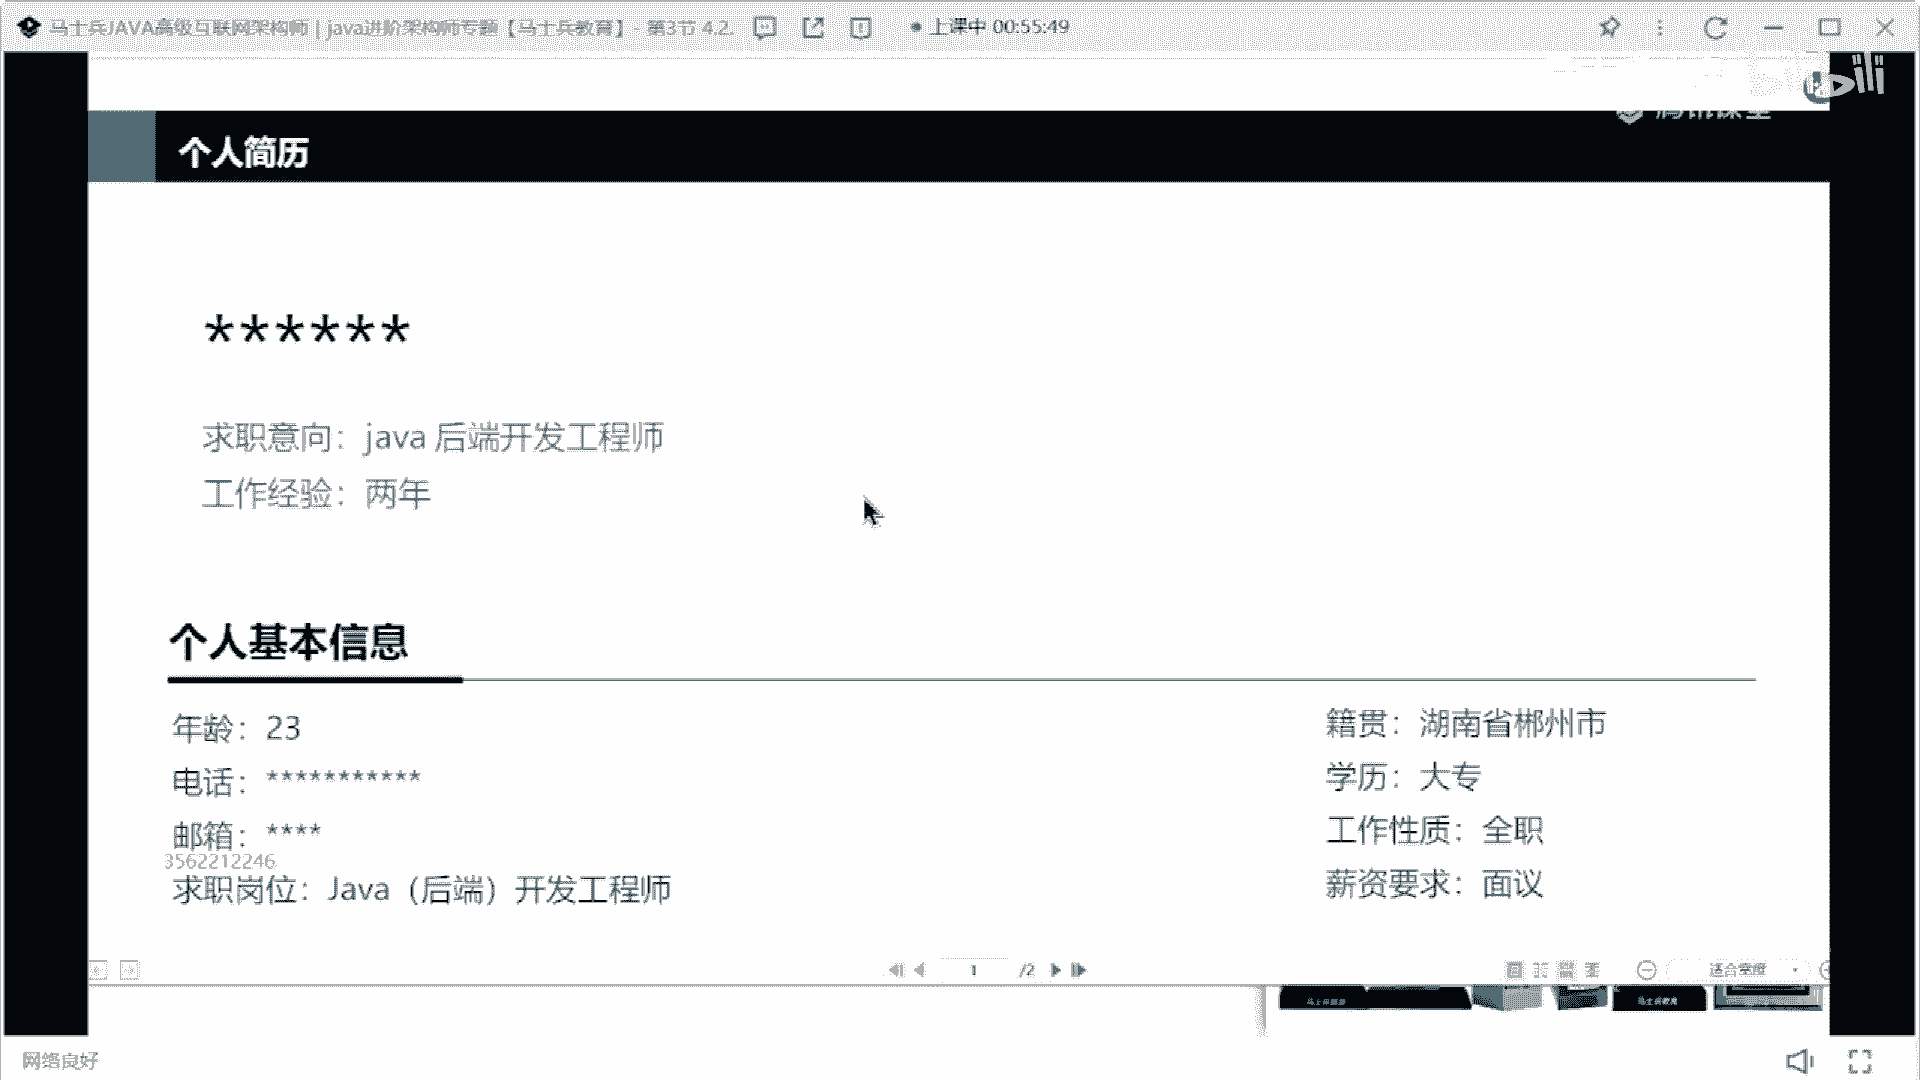 马士兵JAVA高级互联网架构师 | java进阶架构师专题【马士兵教育】 - 第3节 4.2.
上课中 00:55:49
个人简历
******
求职意向：java 后端开发工程师
工作经验：两年
个人基本信息
年龄：23
籍贯：湖南省郴州市
电话：***********
学历：大专
邮箱：****
工作性质：全职
3562212246
求职岗位：Java（后端）开发工程师
薪资要求：面议
1 /2
适合宽度
马士兵教育
网络良好